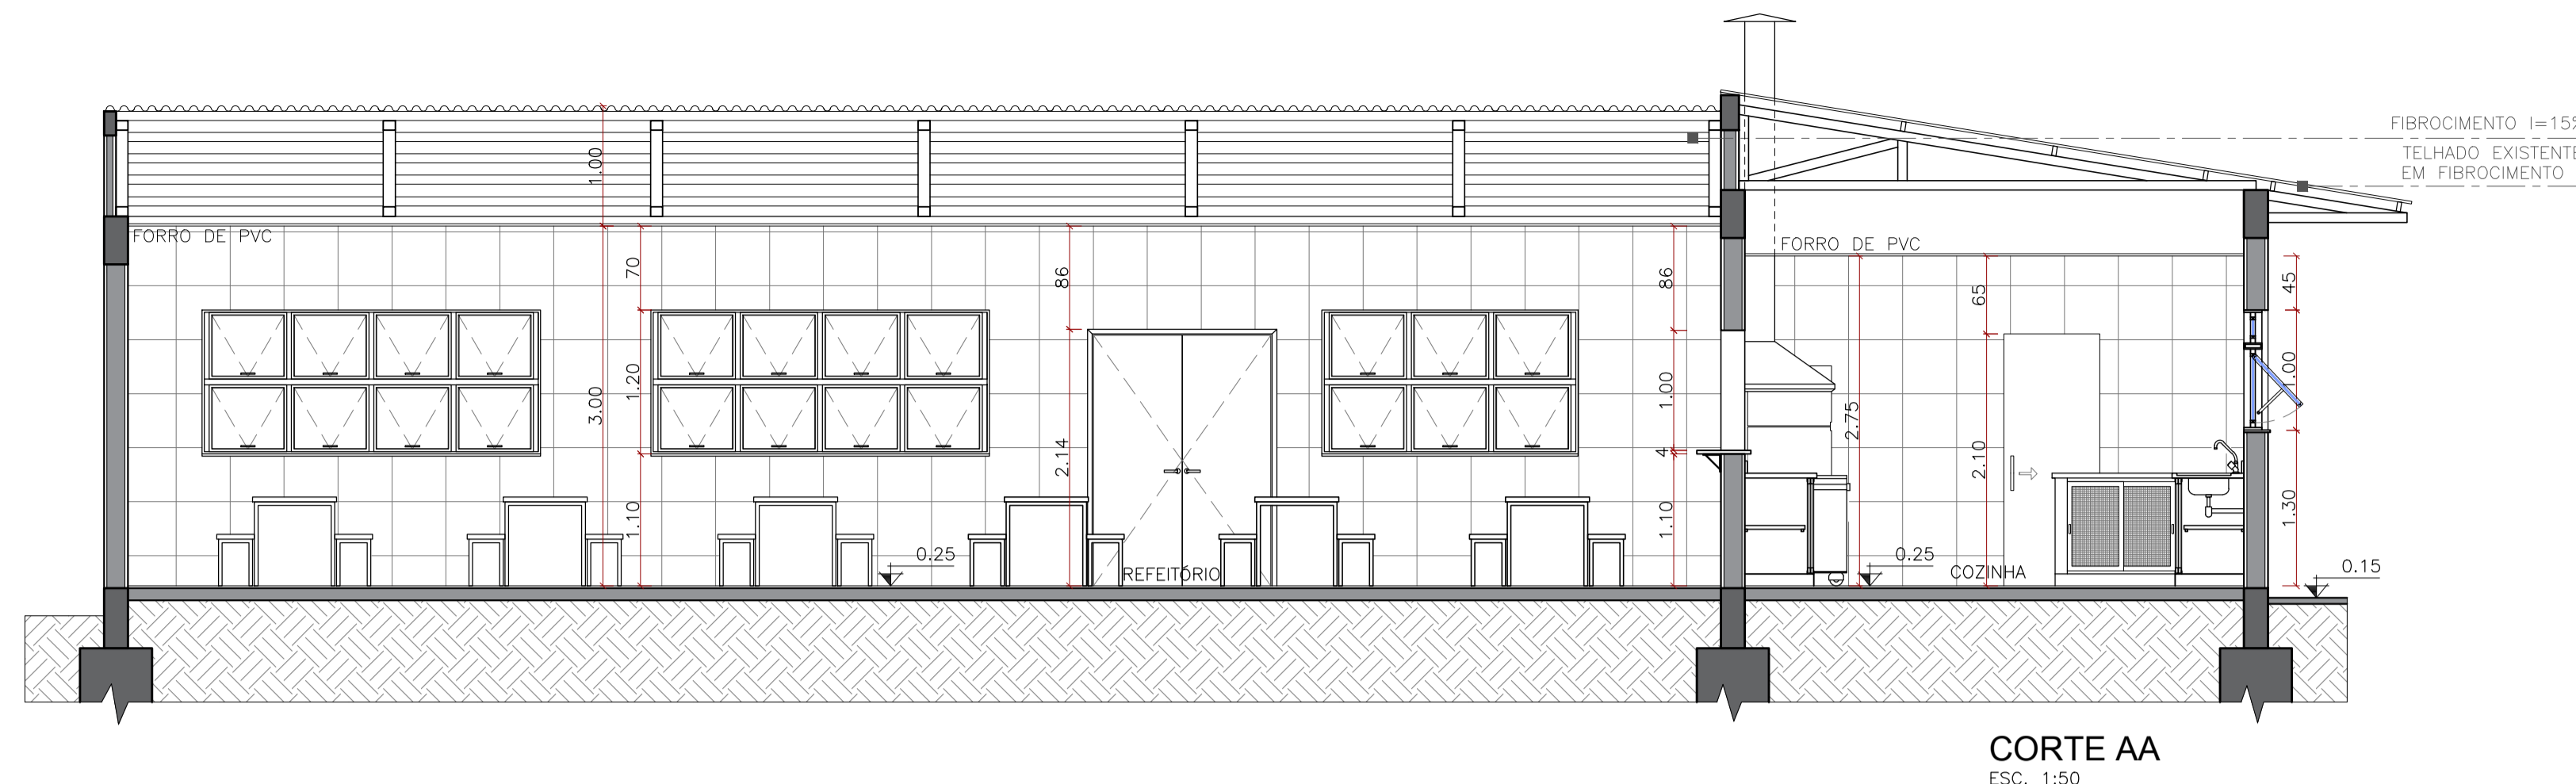 FIBROCIMENTO I=15%
TELHADO EXISTENTE
EM FIBROCIMENTO
1.00
FORRO DE PVC
FORRO DE PVC
70
86
86
65
45
3.00
1.20
2.14
1.00
4
2.75
2.10
1.00
1.10
1.10
1.30
0.25
0.25
0.15
REFEITÓRIO
COZINHA
CORTE AA
ESC. 1:50